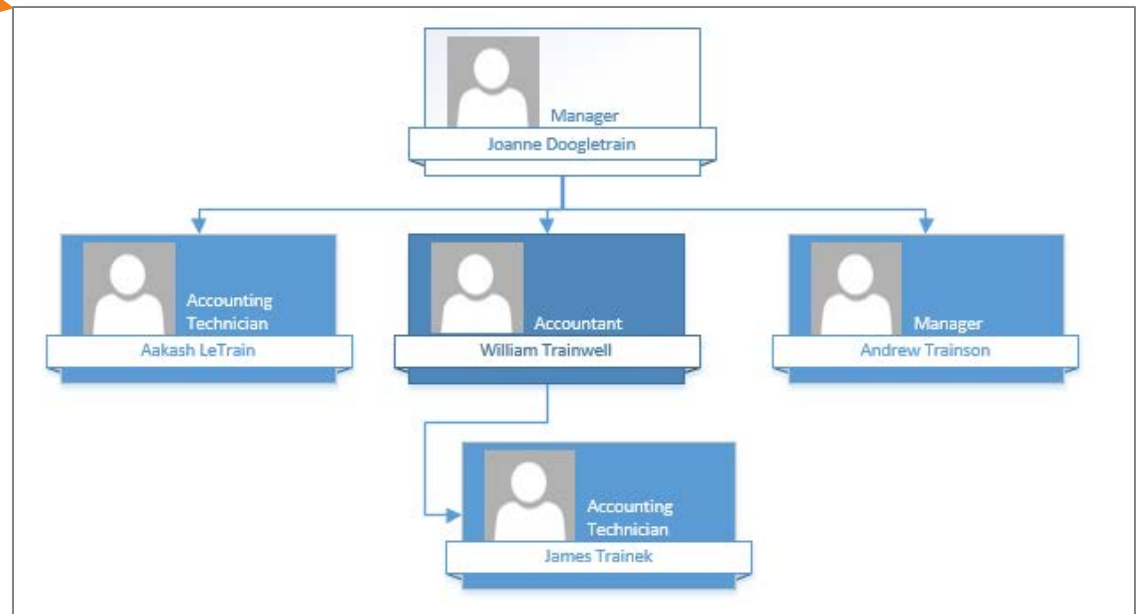 Manager
Joanne Doogletrain
Accounting
Technician
Aakash LeTrain
Accountant
William Trainwell
Manager
Andrew Trainson
Accounting
Technician
James Trainek